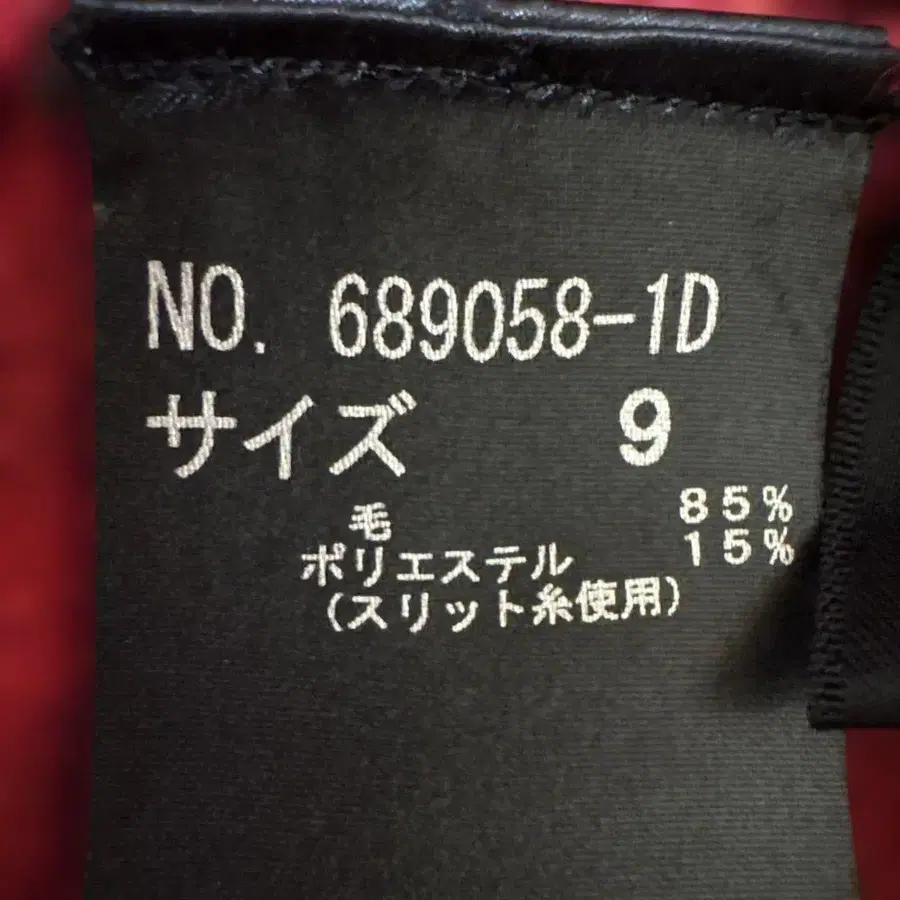 NO. 689058-1D
サイズ 9
毛 85%
ポリエステル 15%
(スリット糸使用)